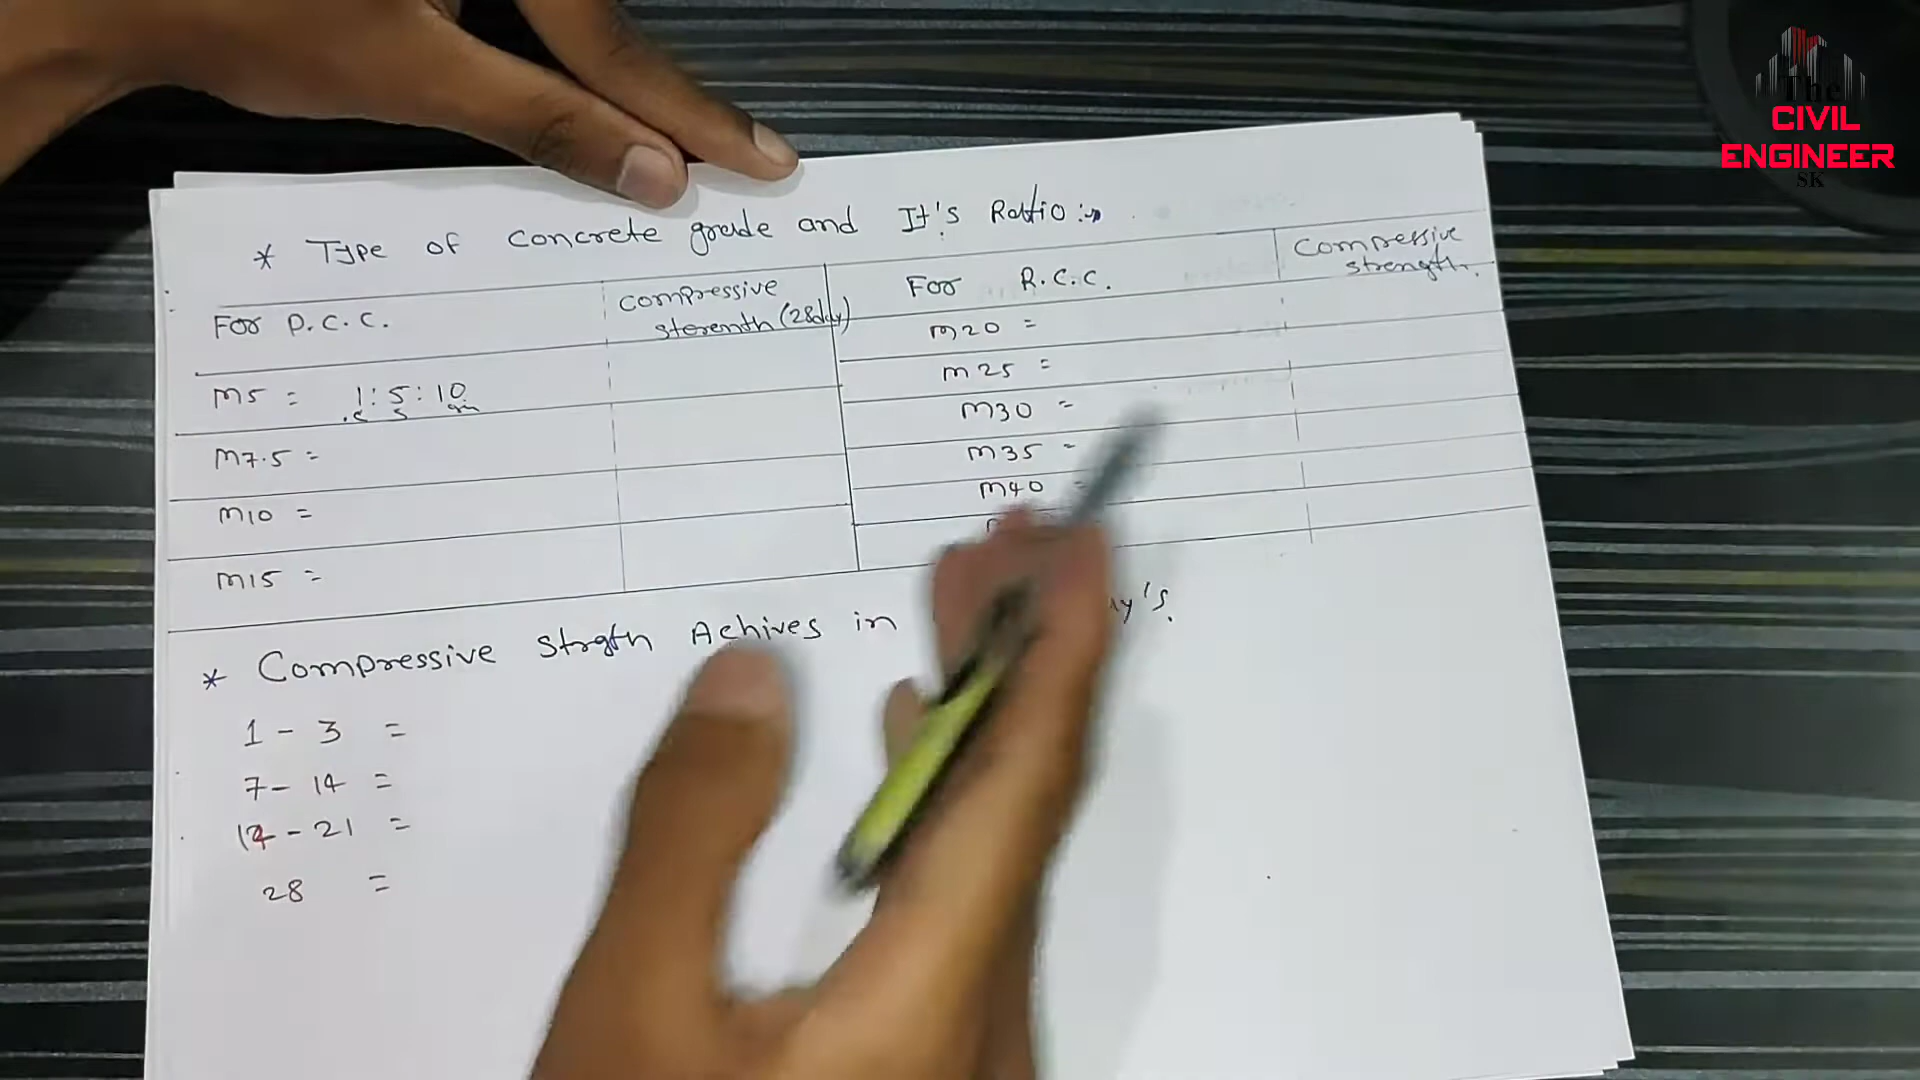 The
CIVIL
ENGINEER
SK
* Type of concrete grade and It's Ratio:-
For P.C.C.
compressive
sterenth (28day)
For R.C.C.
compressive
strength.
M5 = 1:5:10
c s
M7.5 =
M10 =
M15 =
M20 =
M25 =
M30 =
M35 =
M40 =
* Compressive Strgth Achives in
1 - 3 =
7 - 14 =
14 - 21 =
28 =